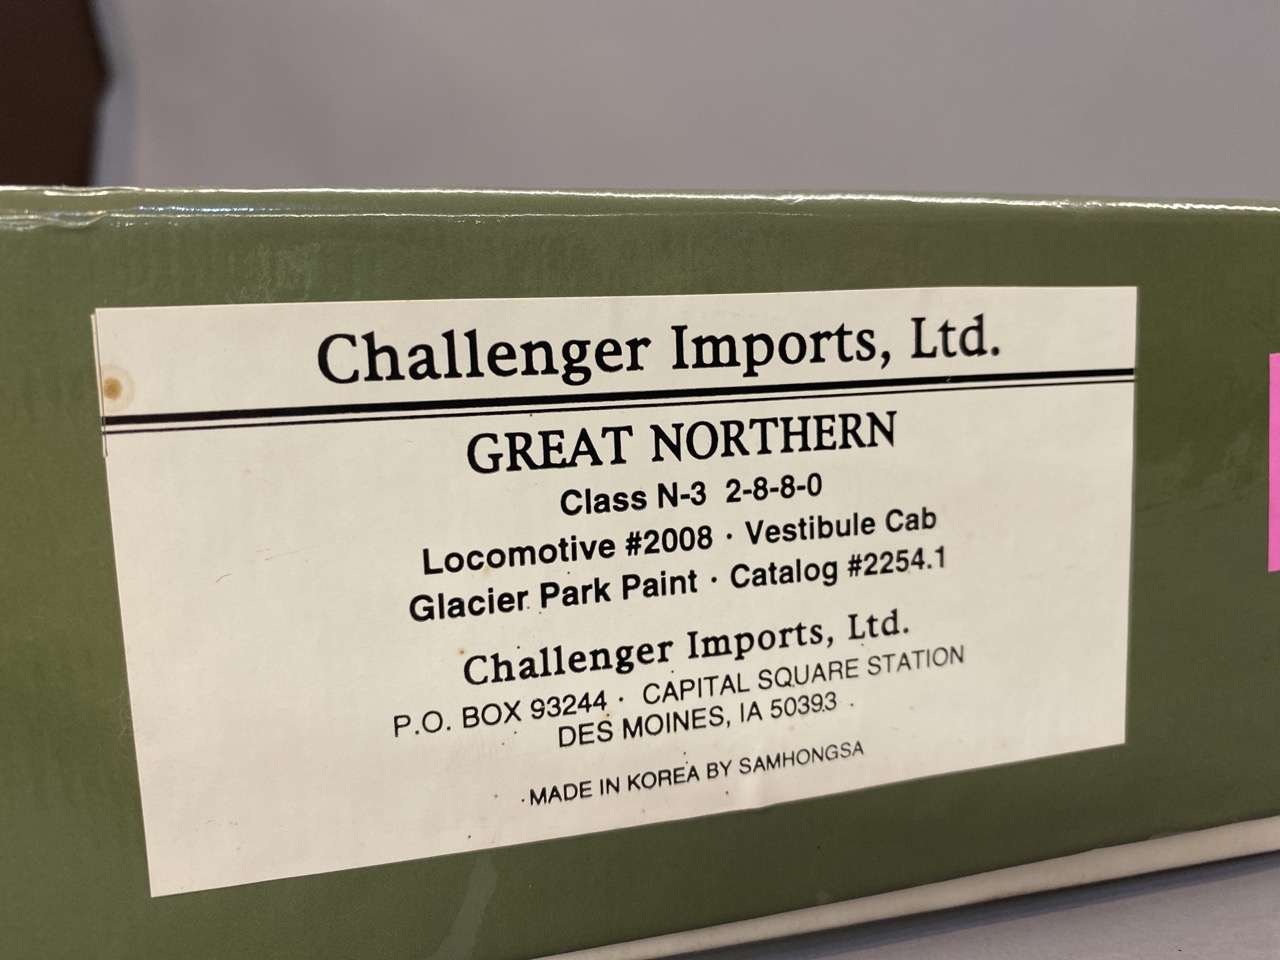 Challenger Imports, Ltd.
GREAT NORTHERN
Class N-3 2-8-8-0
Locomotive #2008 · Vestibule Cab
Glacier Park Paint · Catalog #2254.1
Challenger Imports, Ltd.
P.O. BOX 93244 · CAPITAL SQUARE STATION
DES MOINES, IA 50393
MADE IN KOREA BY SAMHONGSA